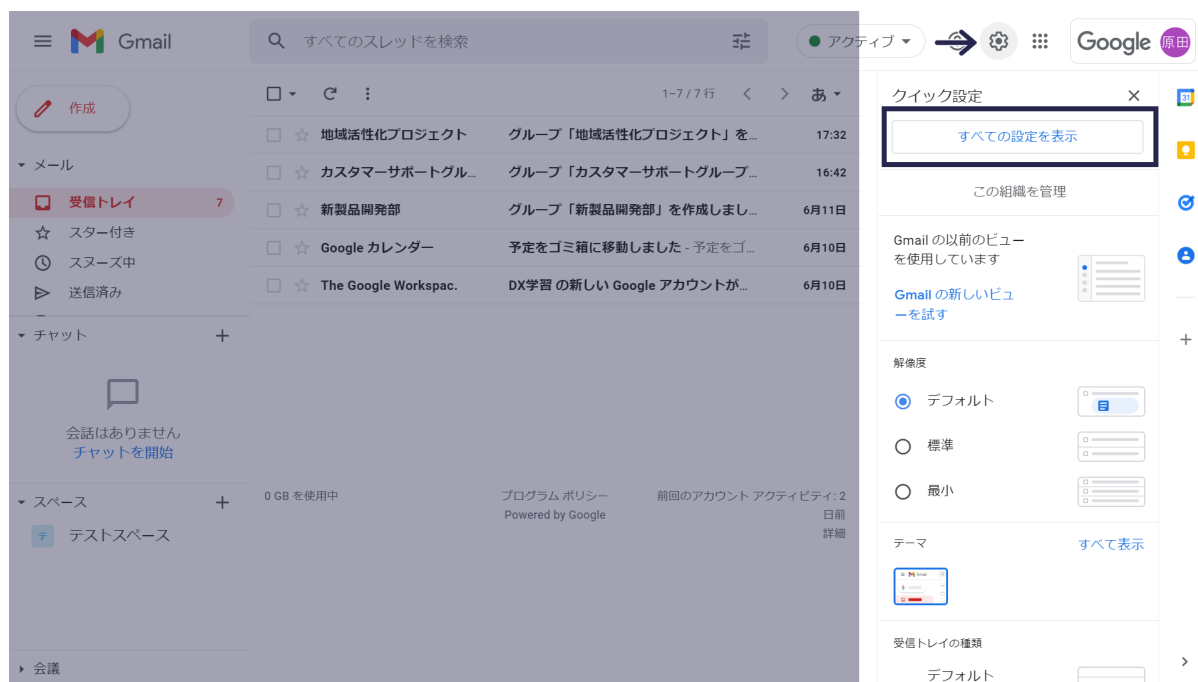 Gmail
すべてのスレッドを検索
アクティブ
Google
原田
作成
メール
受信トレイ 7
スター付き
スヌーズ中
送信済み
チャット
会話はありません
チャットを開始
スペース
テ テストスペース
会議
1–7 / 7 行
あ
地域活性化プロジェクト グループ「地域活性化プロジェクト」を... 17:32
カスタマーサポートグル... グループ「カスタマーサポートグループ... 16:42
新製品開発部 グループ「新製品開発部」を作成しまし... 6月11日
Google カレンダー 予定をゴミ箱に移動しました - 予定をゴ... 6月10日
The Google Workspac. DX学習 の新しい Google アカウントが... 6月10日
0 GB を使用中
プログラム ポリシー
Powered by Google
前回のアカウント アクティビティ: 2
日前
詳細
クイック設定
すべての設定を表示
この組織を管理
Gmail の以前のビュー
を使用しています
Gmail の新しいビュ
ーを試す
解像度
デフォルト
標準
最小
テーマ すべて表示
Gmail
受信トレイの種類
デフォルト
31